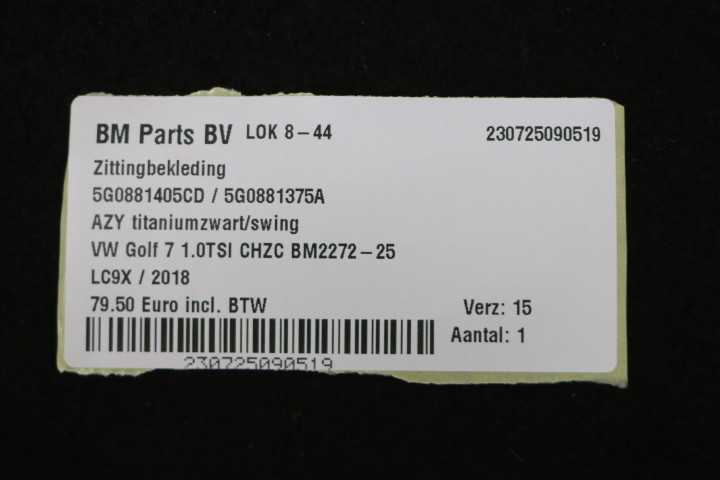 BM Parts BV LOK 8-44 230725090519
Zittingbekleding
5G0881405CD / 5G0881375A
AZY titaniumzwart/swing
VW Golf 7 1.0TSI CHZC BM2272-25
LC9X / 2018
79.50 Euro incl. BTW Verz: 15
Aantal: 1
230725090519